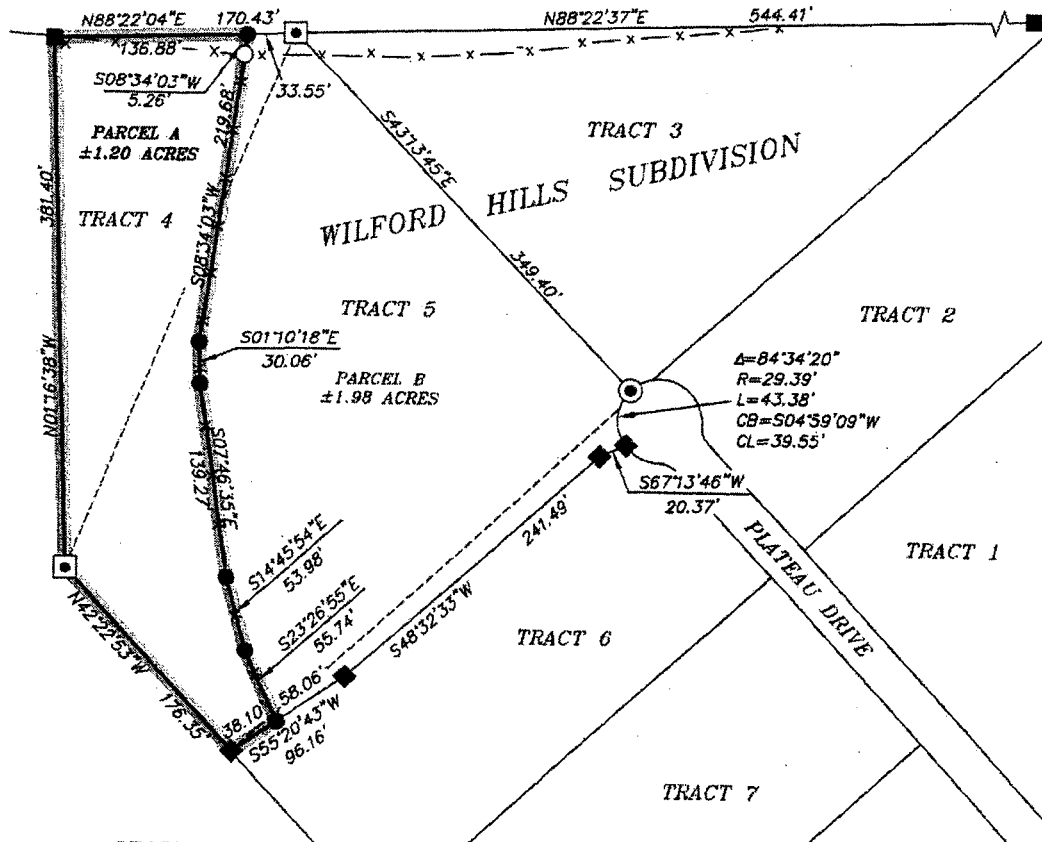 N88°22'04"E
170.43'
N88°22'37"E
544.41'
136.88'
S08°34'03"W
5.26'
33.55'
219.68'
S43°13'45"E
TRACT 3
PARCEL A
±1.20 ACRES
WILFORD HILLS SUBDIVISION
381.40'
TRACT 4
S08°34'03"W
349.40'
TRACT 5
TRACT 2
S01°10'18"E
30.06'
Δ=84°34'20"
R=29.39'
L=43.38'
CB=S04°59'09"W
CL=39.55'
PARCEL B
±1.98 ACRES
N01°16'38"W
S07°46'35"E
139.27'
S67°13'46"W
20.37'
241.49'
PLATEAU DRIVE
TRACT 1
S14°45'54"E
53.98'
S23°26'55"E
55.74'
S48°32'33"W
TRACT 6
N42°22'53"W
176.35'
58.06'
38.10'
S55°20'43"W
96.16'
TRACT 7